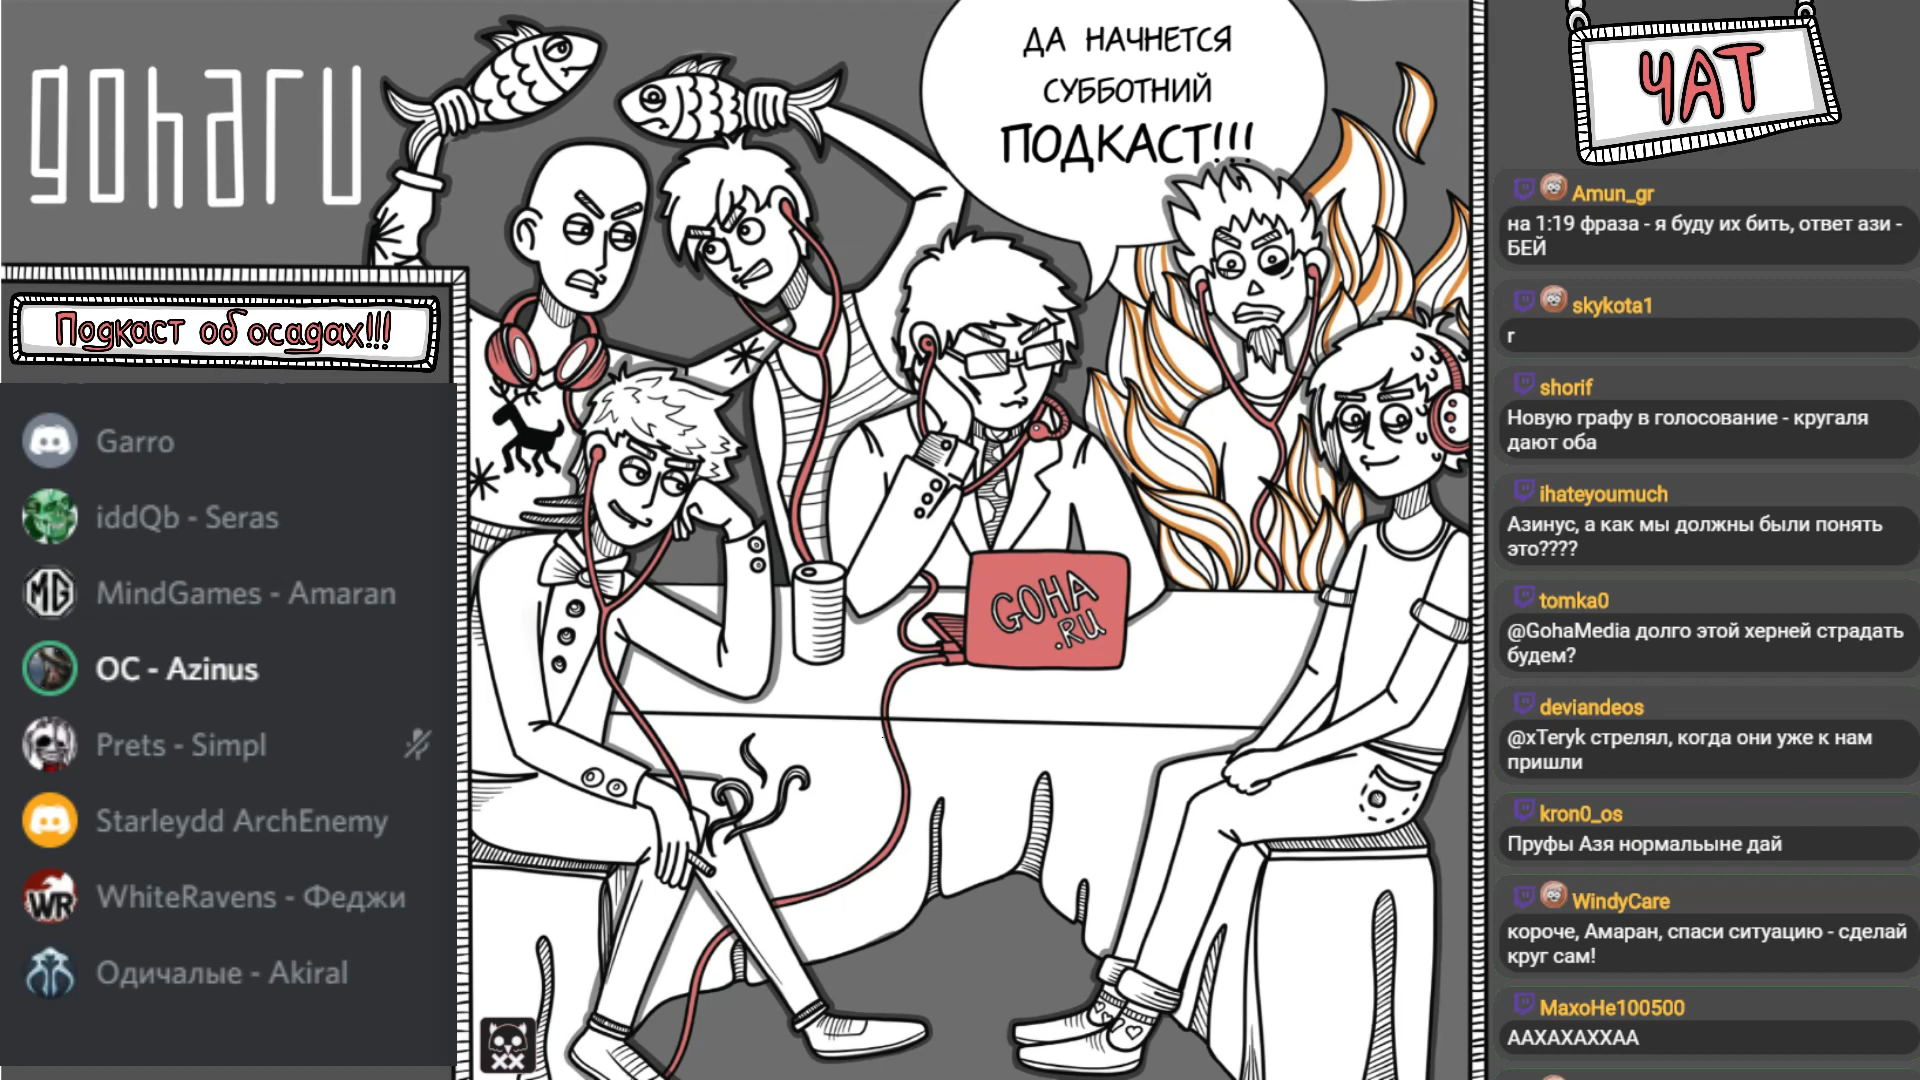 goharu
ДА НАЧНЕТСЯ
СУББОТНИЙ
ПОДКАСТ!!!
Подкаст об осадах!!!
Garro
iddQb - Seras
MG
MindGames - Amaran
OC - Azinus
Prets - Simpl
Starleydd ArchEnemy
WR
WhiteRavens - Феджи
Одичалые - Akiral
GOHA
.RU
ЧАТ
Amun_gr
на 1:19 фраза - я буду их бить, ответ ази -
БЕЙ
skykota1
г
shorif
Новую графу в голосование - кругаля
дают оба
ihateyoumuch
Азинус, а как мы должны были понять
это????
tomka0
@GohaMedia долго этой херней страдать
будем?
deviandeos
@xTeryk стрелял, когда они уже к нам
пришли
kron0_os
Пруфы Азя нормальыне дай
WindyCare
короче, Амаран, спаси ситуацию - сделай
круг сам!
MaxoHe100500
ААХАХАХХАА